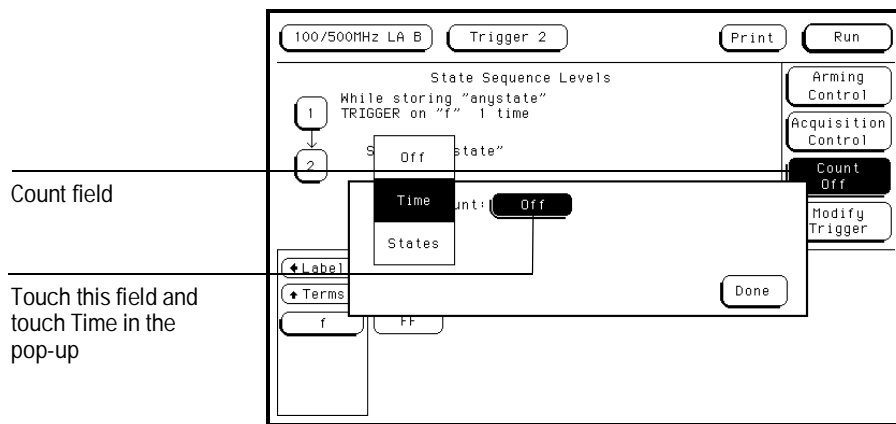 100/500MHz LA B
Trigger 2
Print
Run
State Sequence Levels
Arming
Control
1
While storing "anystate"
TRIGGER on "f" 1 time
Acquisition
Control
2
S
state"
Off
Count
Off
Count field
Time
unt:
Off
Modify
Trigger
States
Label
Touch this field and
touch Time in the
pop-up
Terms
Done
f
FF